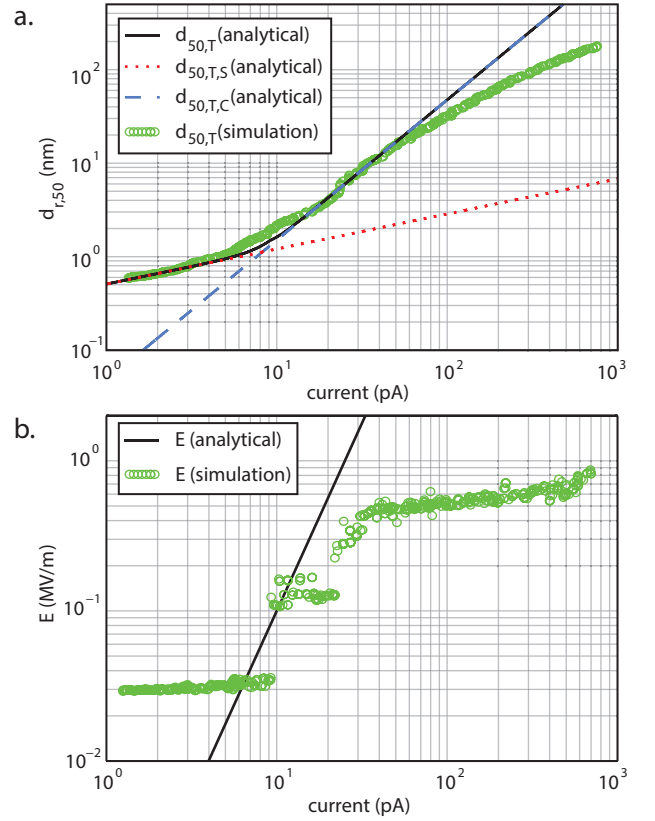 a.
d50,T (analytical)
d50,T,S (analytical)
d50,T,C (analytical)
d50,T (simulation)
10^2
10^1
10^0
10^-1
d_r,50 (nm)
10^0 10^1 10^2 10^3
current (pA)
b.
E (analytical)
E (simulation)
10^0
10^-1
10^-2
E (MV/m)
10^0 10^1 10^2 10^3
current (pA)